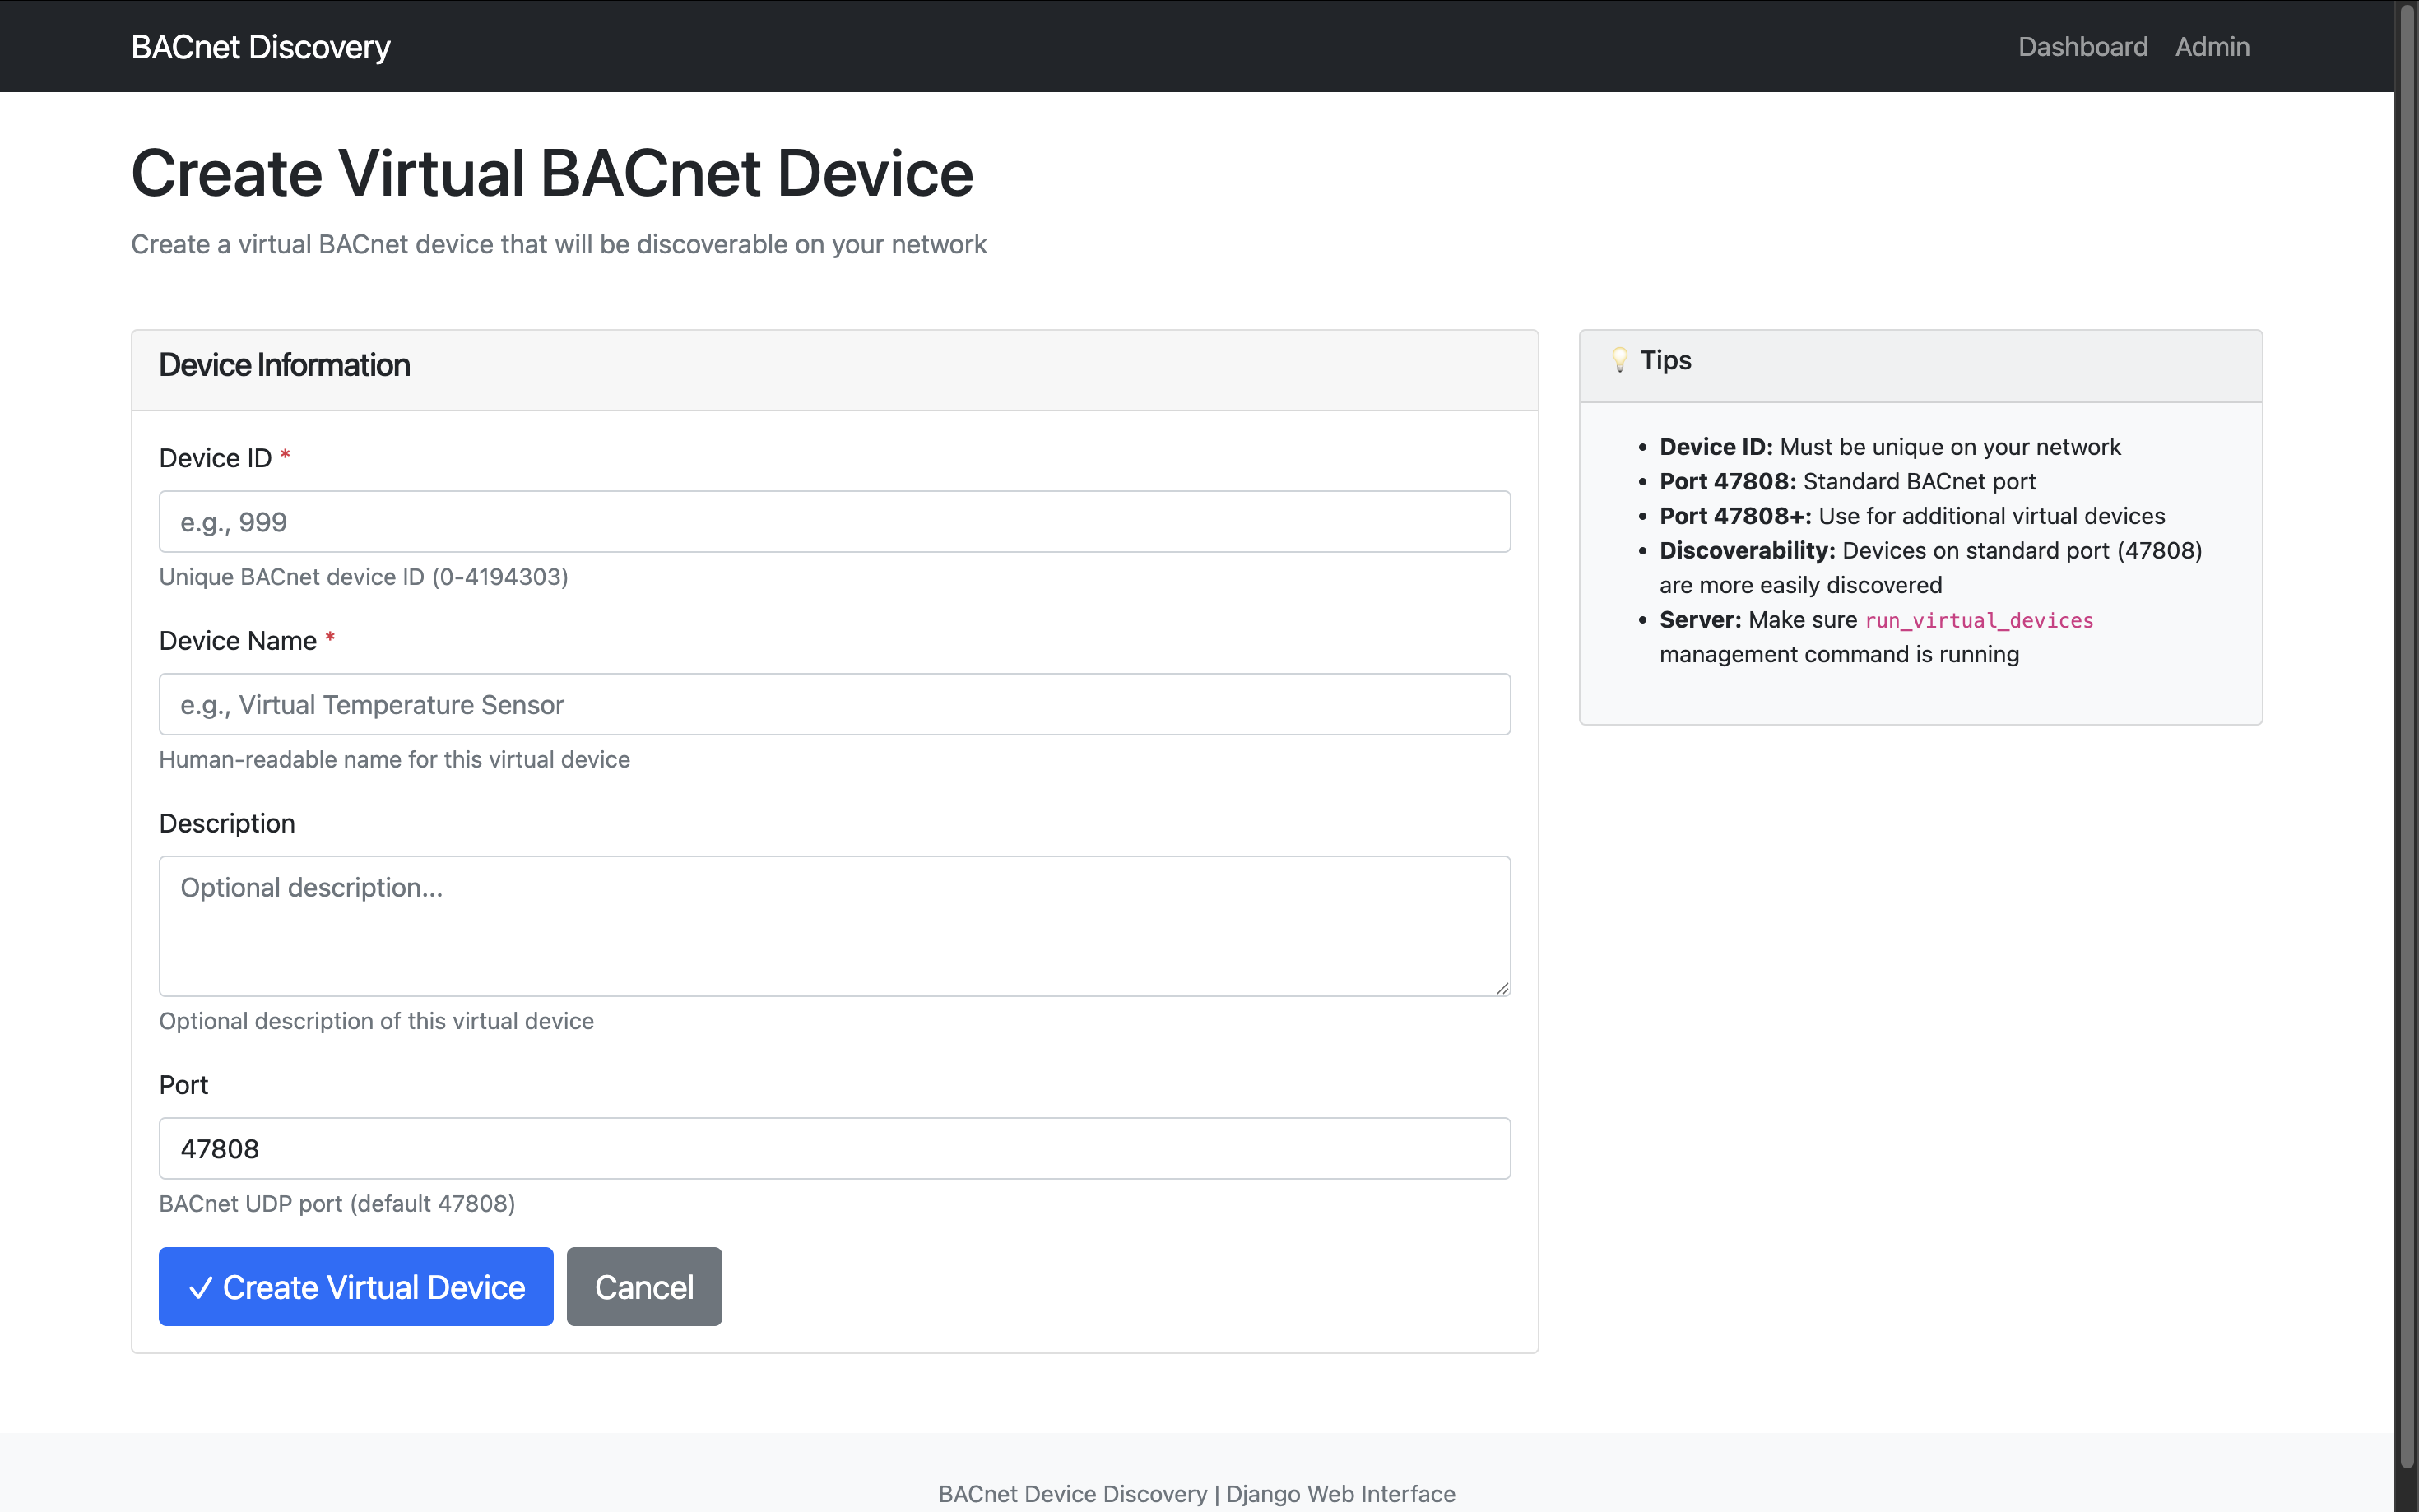 BACnet Discovery
Dashboard
Admin
Create Virtual BACnet Device
Create a virtual BACnet device that will be discoverable on your network
Device Information
Device ID *
e.g., 999
Unique BACnet device ID (0-4194303)
Device Name *
e.g., Virtual Temperature Sensor
Human-readable name for this virtual device
Description
Optional description...
Optional description of this virtual device
Port
47808
BACnet UDP port (default 47808)
✓ Create Virtual Device
Cancel
💡 Tips
• Device ID: Must be unique on your network
• Port 47808: Standard BACnet port
• Port 47808+: Use for additional virtual devices
• Discoverability: Devices on standard port (47808)
are more easily discovered
• Server: Make sure run_virtual_devices
management command is running
BACnet Device Discovery | Django Web Interface